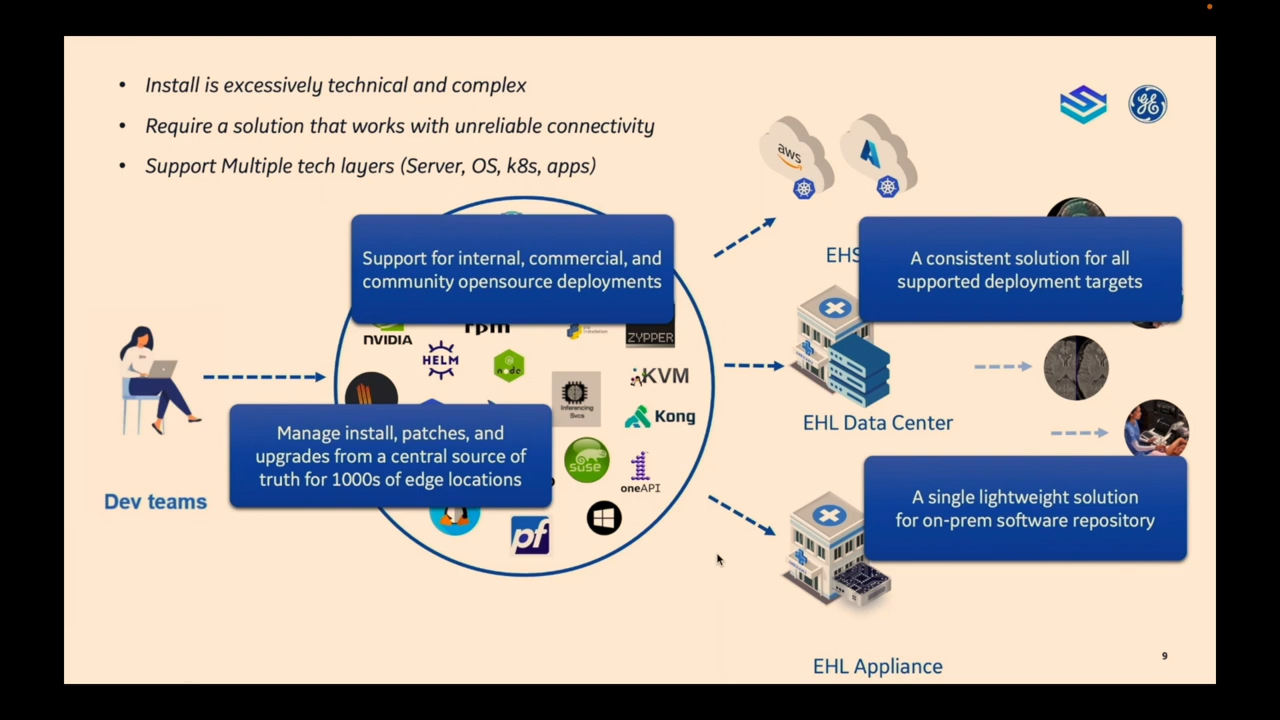 • Install is excessively technical and complex
• Require a solution that works with unreliable connectivity
• Support Multiple tech layers (Server, OS, k8s, apps)
aws
Support for internal, commercial, and
community opensource deployments
EHS
A consistent solution for all
supported deployment targets
NVIDIA
rpm
ZYPPER
HELM
node
KVM
Inferencing
Svcs
Kong
EHL Data Center
Manage install, patches, and
upgrades from a central source of
truth for 1000s of edge locations
SUSE
oneAPI
Dev teams
pf
A single lightweight solution
for on-prem software repository
EHL Appliance
9